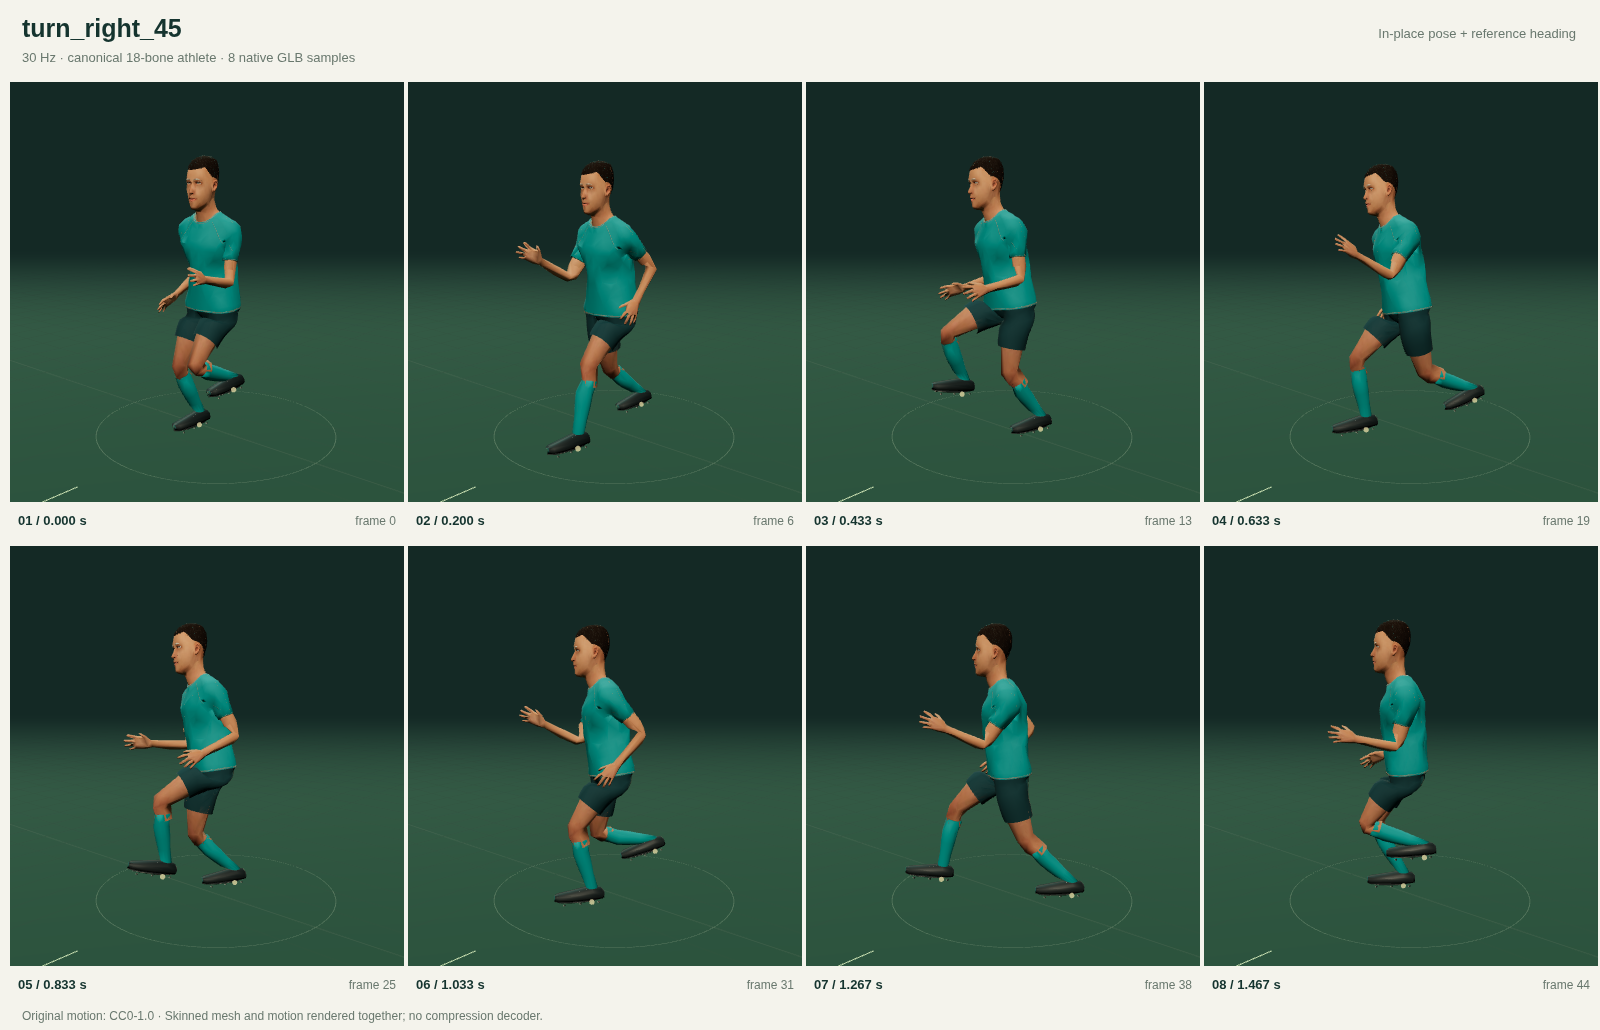 turn_right_45
In-place pose + reference heading
30 Hz · canonical 18-bone athlete · 8 native GLB samples
01 / 0.000 s frame 0
02 / 0.200 s frame 6
03 / 0.433 s frame 13
04 / 0.633 s frame 19
05 / 0.833 s frame 25
06 / 1.033 s frame 31
07 / 1.267 s frame 38
08 / 1.467 s frame 44
Original motion: CC0-1.0 · Skinned mesh and motion rendered together; no compression decoder.